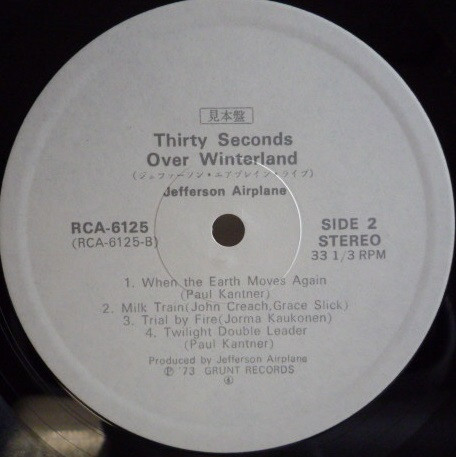 見本盤
Thirty Seconds
Over Winterland
(ジェファーソン・エアプレイン・ライブ)
Jefferson Airplane
RCA-6125
(RCA-6125-B)
SIDE 2
STEREO
33 1/3 RPM
1. When the Earth Moves Again
(Paul Kantner)
2. Milk Train(John Creach,Grace Slick)
3. Trial by Fire(Jorma Kaukonen)
4. Twilight Double Leader
(Paul Kantner)
Produced by Jefferson Airplane
Ⓟ 73 GRUNT RECORDS